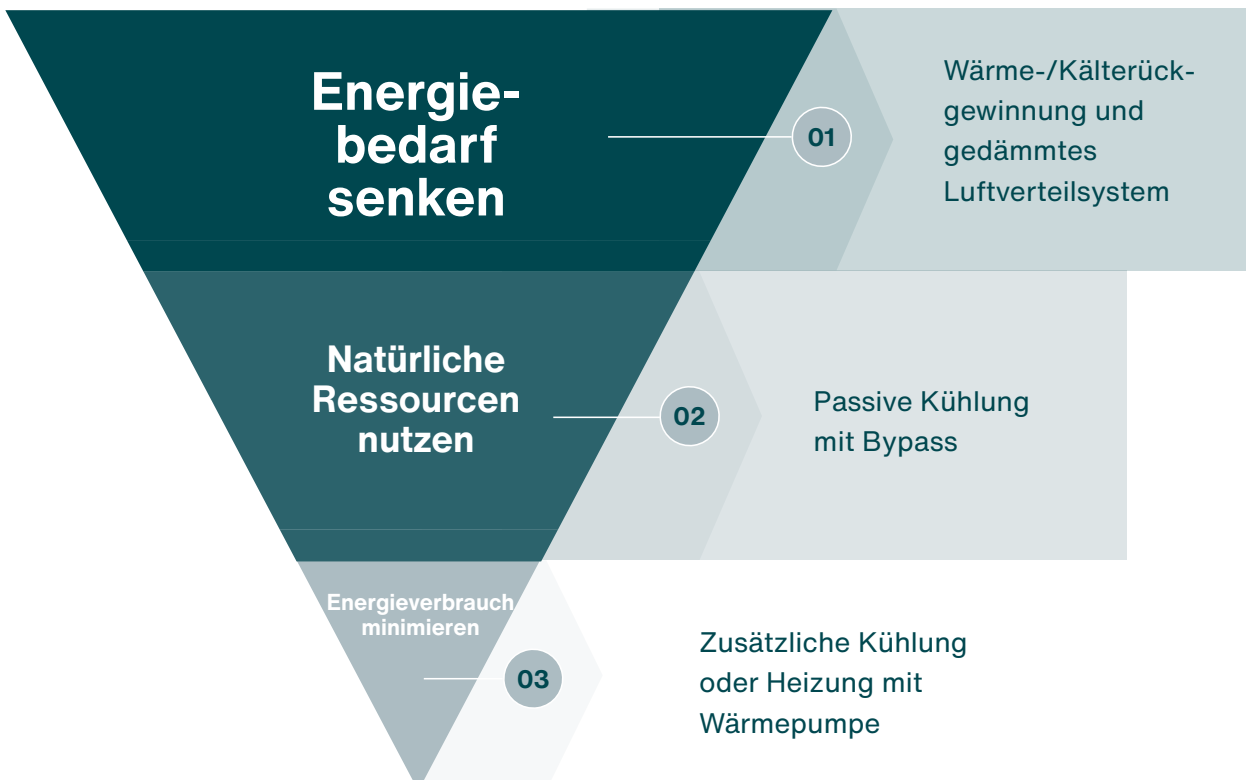 Energie-
bedarf
senken
01
Wärme-/Kälterück-
gewinnung und
gedämmtes
Luftverteilsystem
Natürliche
Ressourcen
nutzen
02
Passive Kühlung
mit Bypass
Energieverbrauch
minimieren
03
Zusätzliche Kühlung
oder Heizung mit
Wärmepumpe